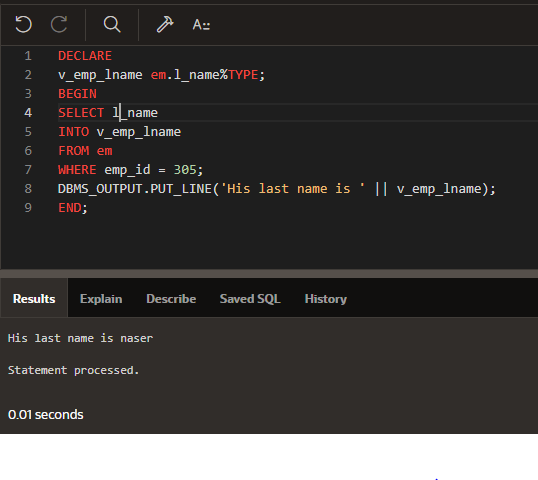 A
1 DECLARE
2 v_emp_lname em.l_name%TYPE;
3 BEGIN
4 SELECT l_name
5 INTO v_emp_lname
6 FROM em
7 WHERE emp_id = 305;
8 DBMS_OUTPUT.PUT_LINE('His last name is ' || v_emp_lname);
9 END;
Results Explain Describe Saved SQL History
His last name is naser
Statement processed.
0.01 seconds